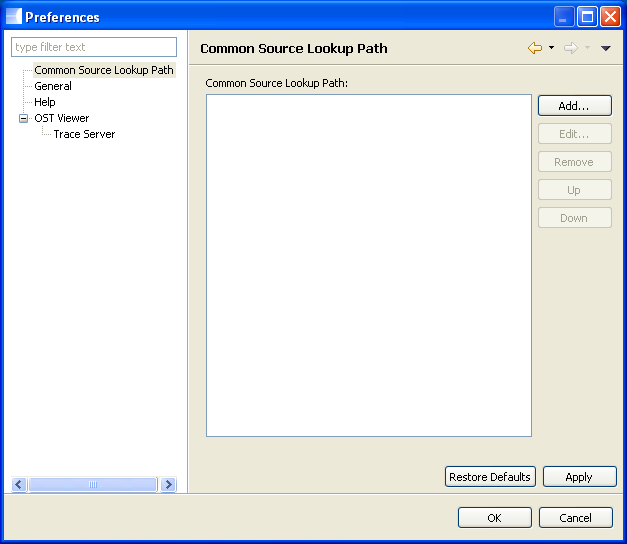 Preferences
type filter text
Common Source Lookup Path
General
Help
OST Viewer
Trace Server
Common Source Lookup Path
Common Source Lookup Path:
Add...
Edit...
Remove
Up
Down
Restore Defaults
Apply
OK
Cancel